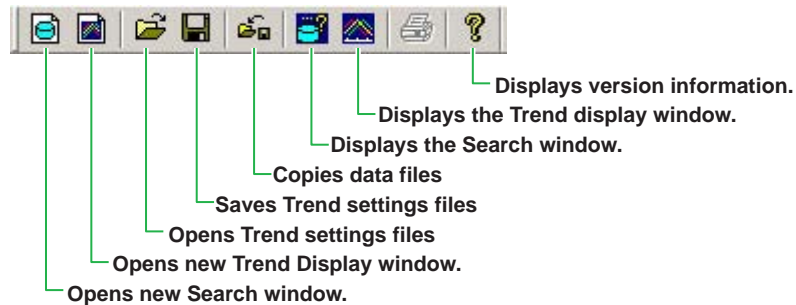 Displays version information.
Displays the Trend display window.
Displays the Search window.
Copies data files
Saves Trend settings files
Opens Trend settings files
Opens new Trend Display window.
Opens new Search window.